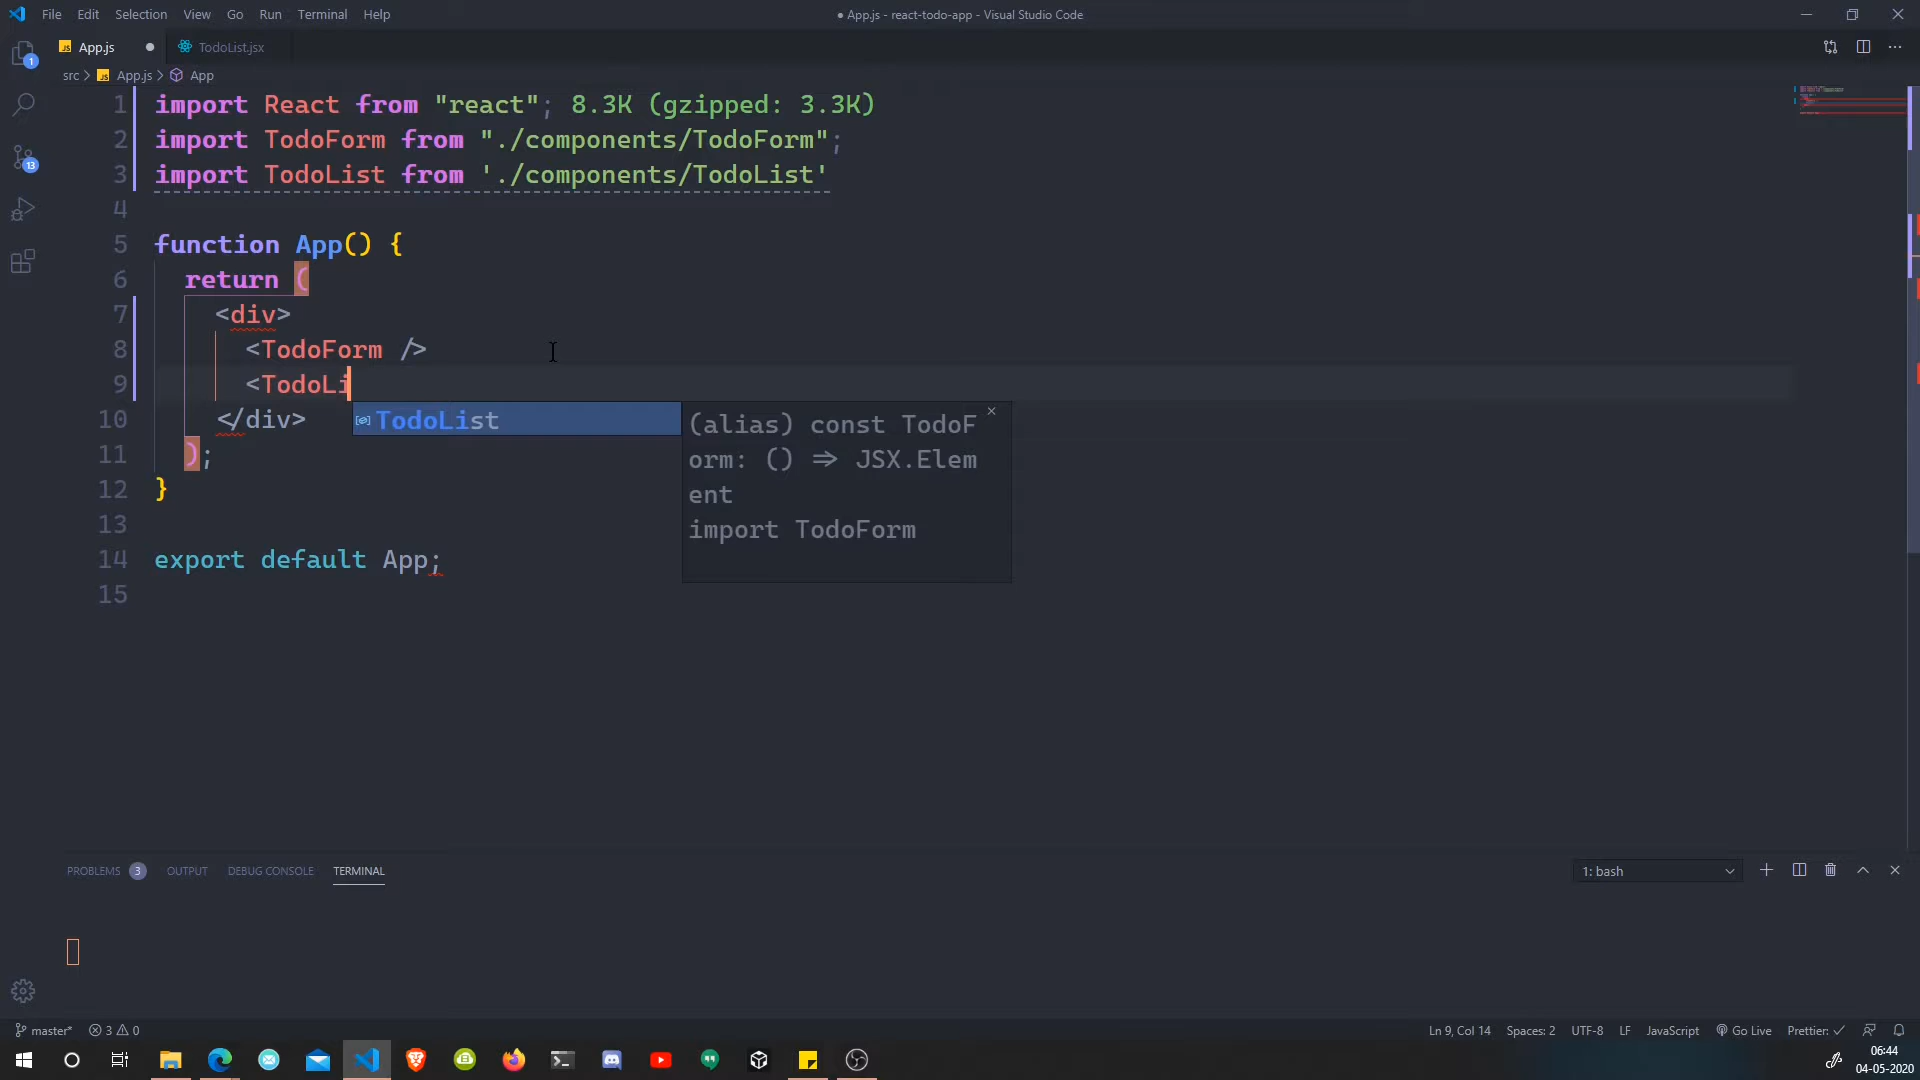 File Edit Selection View Go Run Terminal Help
● App.js - react-todo-app - Visual Studio Code
JS App.js ● TodoList.jsx
1
src > JS App.js > App
1 import React from "react"; 8.3K (gzipped: 3.3K)
2 import TodoForm from "./components/TodoForm";
3 import TodoList from './components/TodoList'
13
4
5 function App() {
6 return (
7 <div>
8 <TodoForm />
9 <TodoLi
10 </div>
TodoList
(alias) const TodoF
orm: () => JSX.Elem
ent
import TodoForm
11 );
12 }
13
14 export default App;
15
PROBLEMS 3 OUTPUT DEBUG CONSOLE TERMINAL
1: bash
master* 3 0
Ln 9, Col 14 Spaces: 2 UTF-8 LF JavaScript Go Live Prettier: ✓
06:44
04-05-2020